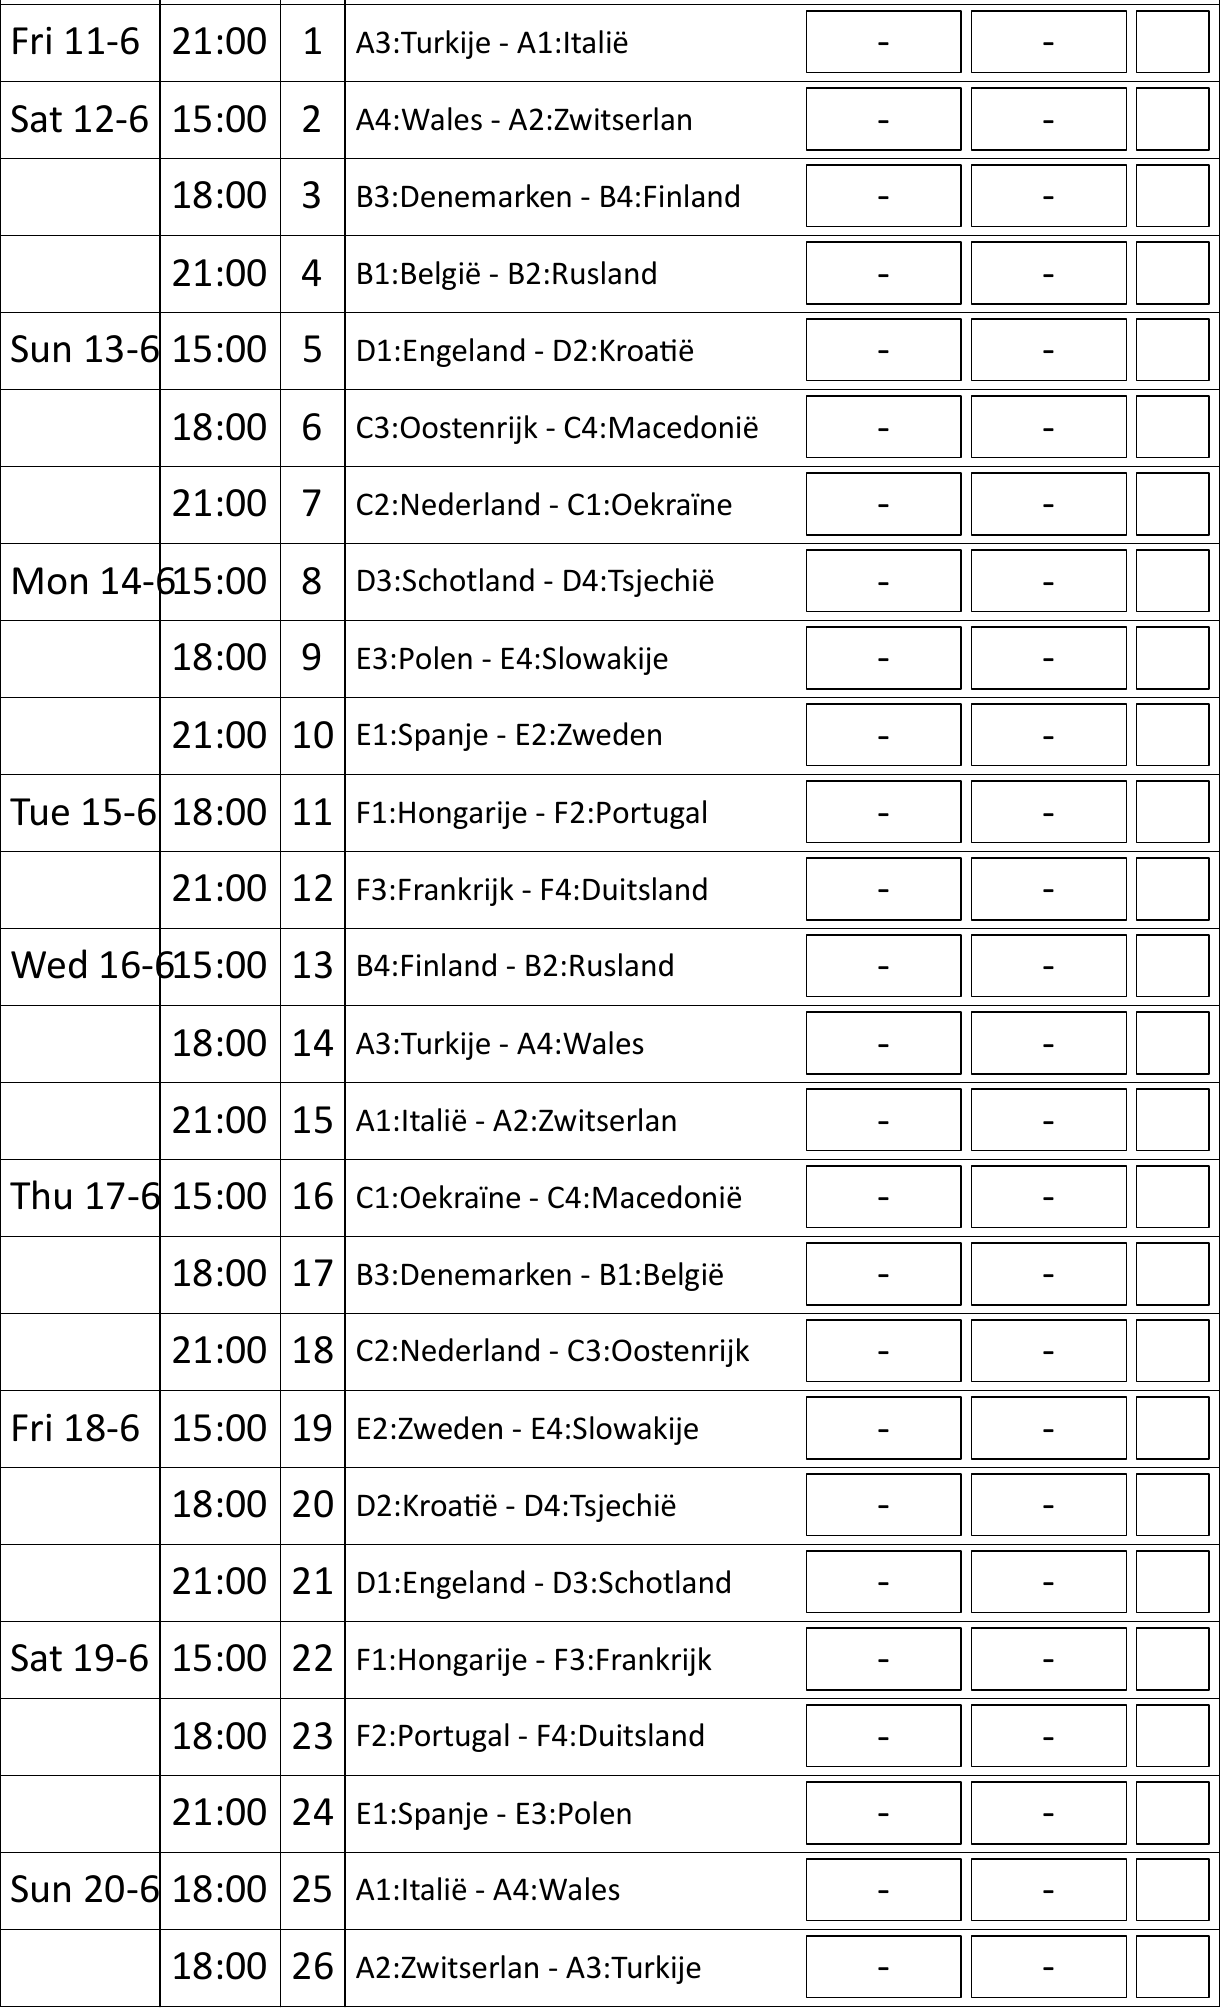 Fri 11-6 21:00 1 A3:Turkije - A1:Italië - -
Sat 12-6 15:00 2 A4:Wales - A2:Zwitserlan - -
18:00 3 B3:Denemarken - B4:Finland - -
21:00 4 B1:België - B2:Rusland - -
Sun 13-6 15:00 5 D1:Engeland - D2:Kroatië - -
18:00 6 C3:Oostenrijk - C4:Macedonië - -
21:00 7 C2:Nederland - C1:Oekraïne - -
Mon 14-6 15:00 8 D3:Schotland - D4:Tsjechië - -
18:00 9 E3:Polen - E4:Slowakije - -
21:00 10 E1:Spanje - E2:Zweden - -
Tue 15-6 18:00 11 F1:Hongarije - F2:Portugal - -
21:00 12 F3:Frankrijk - F4:Duitsland - -
Wed 16-6 15:00 13 B4:Finland - B2:Rusland - -
18:00 14 A3:Turkije - A4:Wales - -
21:00 15 A1:Italië - A2:Zwitserlan - -
Thu 17-6 15:00 16 C1:Oekraïne - C4:Macedonië - -
18:00 17 B3:Denemarken - B1:België - -
21:00 18 C2:Nederland - C3:Oostenrijk - -
Fri 18-6 15:00 19 E2:Zweden - E4:Slowakije - -
18:00 20 D2:Kroatië - D4:Tsjechië - -
21:00 21 D1:Engeland - D3:Schotland - -
Sat 19-6 15:00 22 F1:Hongarije - F3:Frankrijk - -
18:00 23 F2:Portugal - F4:Duitsland - -
21:00 24 E1:Spanje - E3:Polen - -
Sun 20-6 18:00 25 A1:Italië - A4:Wales - -
18:00 26 A2:Zwitserlan - A3:Turkije - -